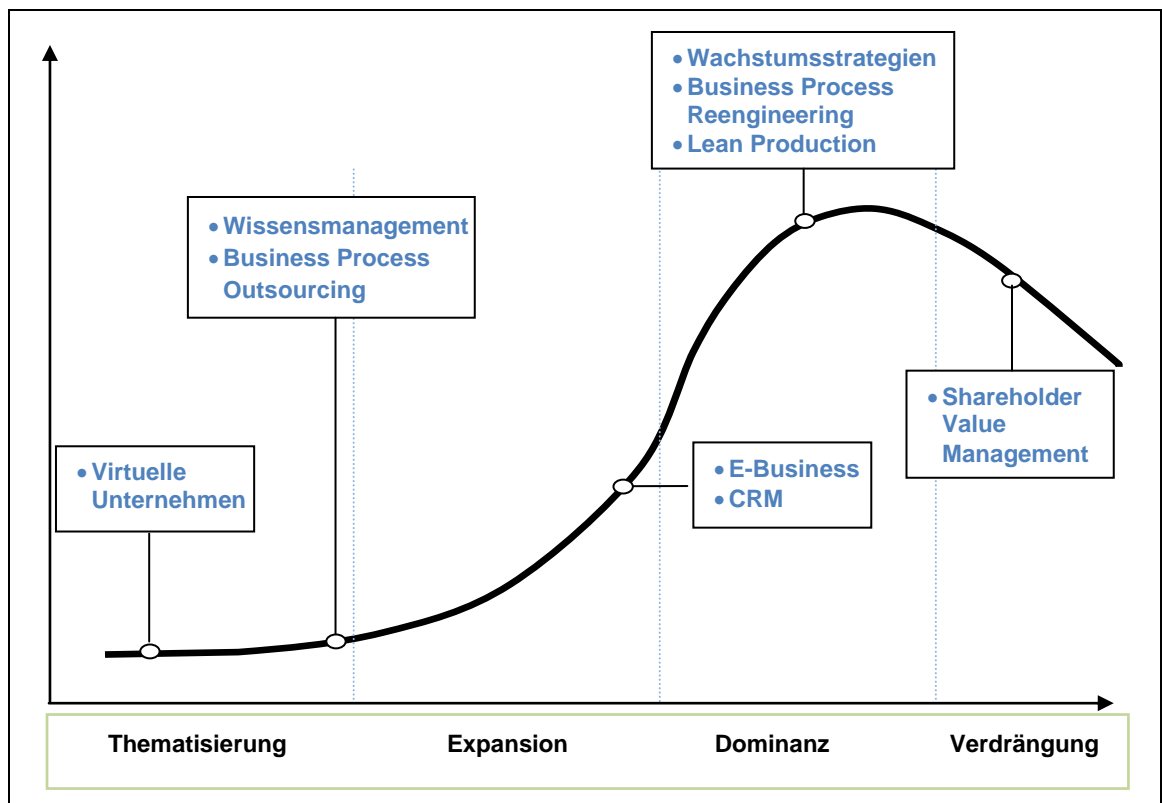 • Wachstumsstrategien
• Business Process
Reengineering
• Lean Production
• Wissensmanagement
• Business Process
Outsourcing
• Shareholder
Value
Management
• Virtuelle
Unternehmen
• E-Business
• CRM
Thematisierung Expansion Dominanz Verdrängung